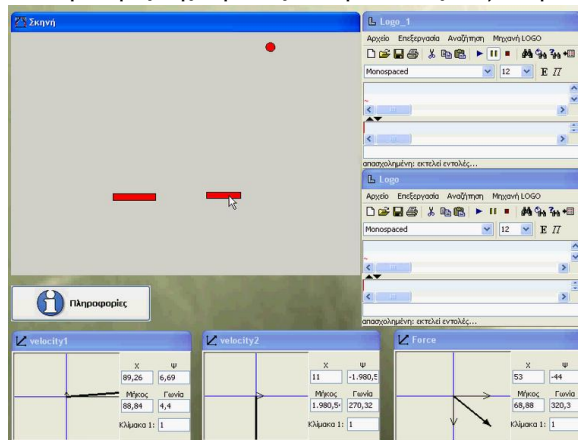 Σκηνή
Logo_1
Αρχείο Επεξεργασία Αναζήτηση Μηχανή LOGO
Monospaced 12 E Π
απασχολημένη: εκτελεί εντολές...
Logo
Αρχείο Επεξεργασία Αναζήτηση Μηχανή LOGO
Monospaced 12 E Π
απασχολημένη: εκτελεί εντολές...
Πληροφορίες
velocity1
Χ Ψ
89,26 6,69
Μήκος Γωνία
88,84 4,4
Κλίμακα 1: 1
velocity2
Χ Ψ
11 -1.980,5
Μήκος Γωνία
1.980,5 270,32
Κλίμακα 1: 1
Force
Χ Ψ
53 -44
Μήκος Γωνία
68,88 320,3
Κλίμακα 1: 1